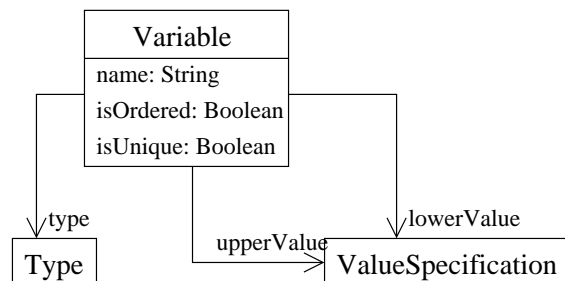 Variable
name: String
isOrdered: Boolean
isUnique: Boolean
type
lowerValue
upperValue
Type
ValueSpecification